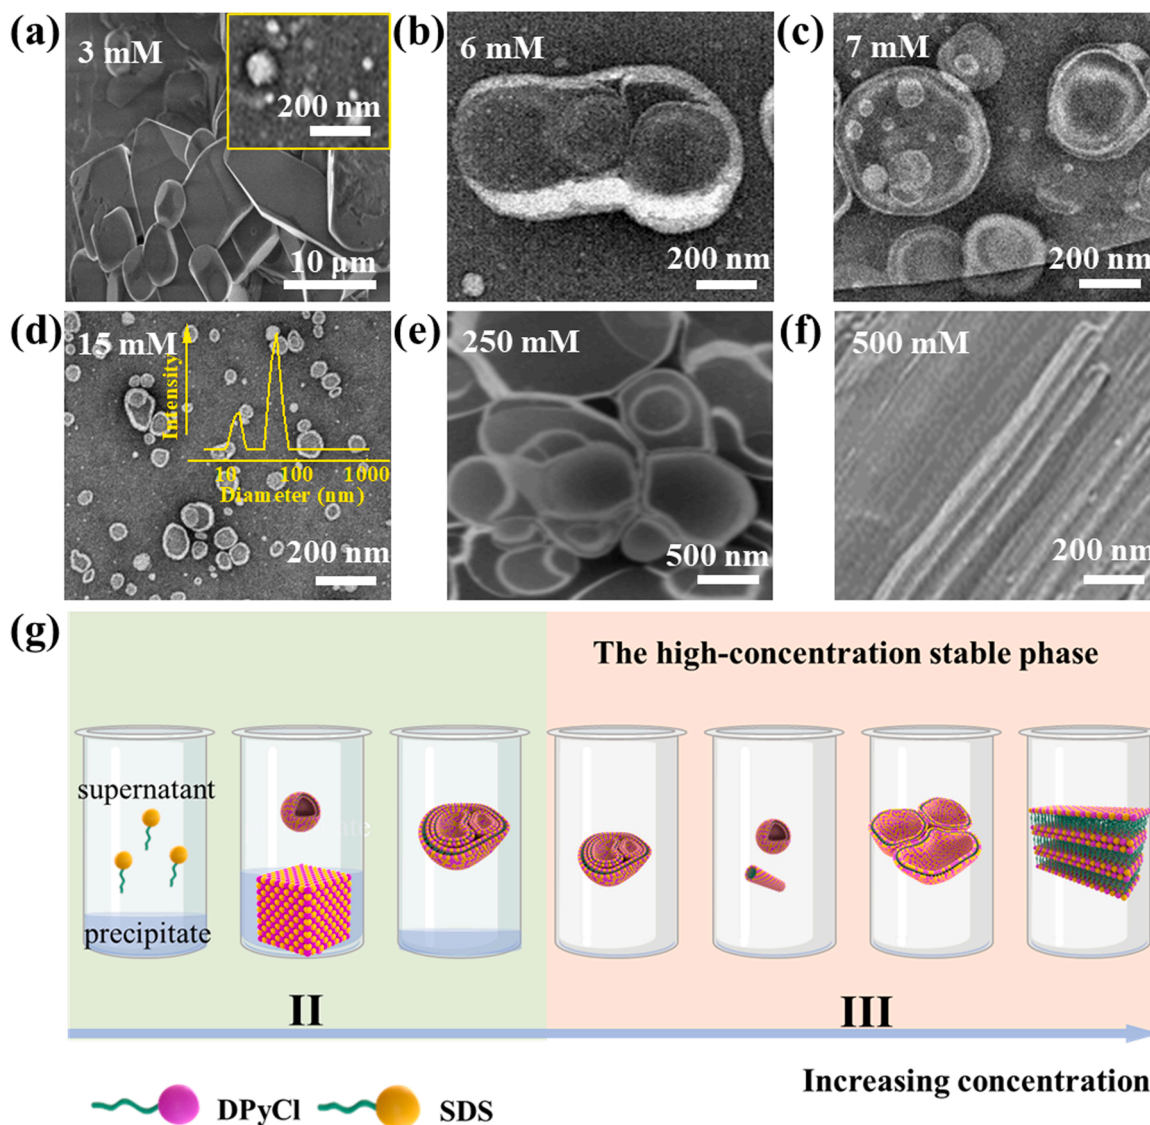 (a)
3 mM
200 nm
10 μm
(b)
6 mM
200 nm
(c)
7 mM
200 nm
(d)
15 mM
Intensity
10 100 1000
Diameter (nm)
200 nm
(e)
250 mM
500 nm
(f)
500 mM
200 nm
(g)
The high-concentration stable phase
supernatant
precipitate
II
III
Increasing concentration
DPyCl
SDS